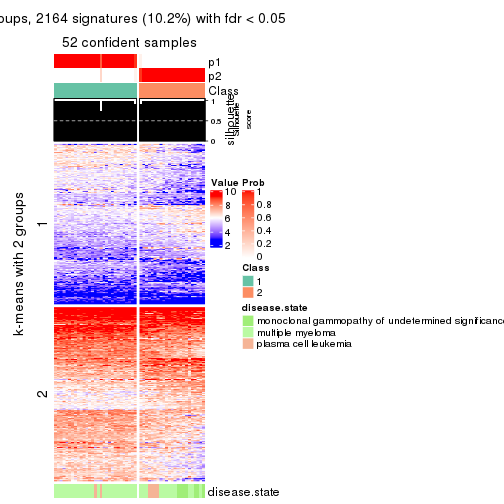 oups, 2164 signatures (10.2%) with fdr < 0.05
52 confident samples
p1
p2
Class
1
0.5
0
silhouette
Silhouette
score
k-means with 2 groups
1
2
Value
10
8
6
4
2
Prob
1
0.8
0.6
0.4
0.2
0
Class
1
2
disease.state
monoclonal gammopathy of undetermined significance
multiple myeloma
plasma cell leukemia
disease.state